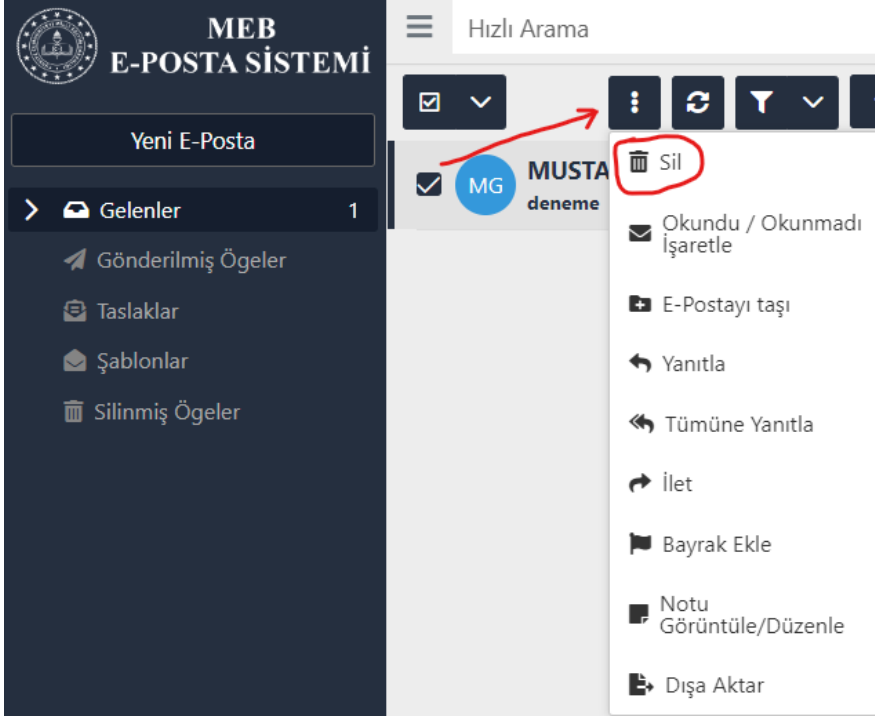 MEB
E-POSTA SİSTEMİ
Yeni E-Posta
Gelenler 1
Gönderilmiş Ögeler
Taslaklar
Şablonlar
Silinmiş Ögeler
Hızlı Arama
MG
MUSTA
deneme
Sil
Okundu / Okunmadı
İşaretle
E-Postayı taşı
Yanıtla
Tümüne Yanıtla
İlet
Bayrak Ekle
Notu
Görüntüle/Düzenle
Dışa Aktar